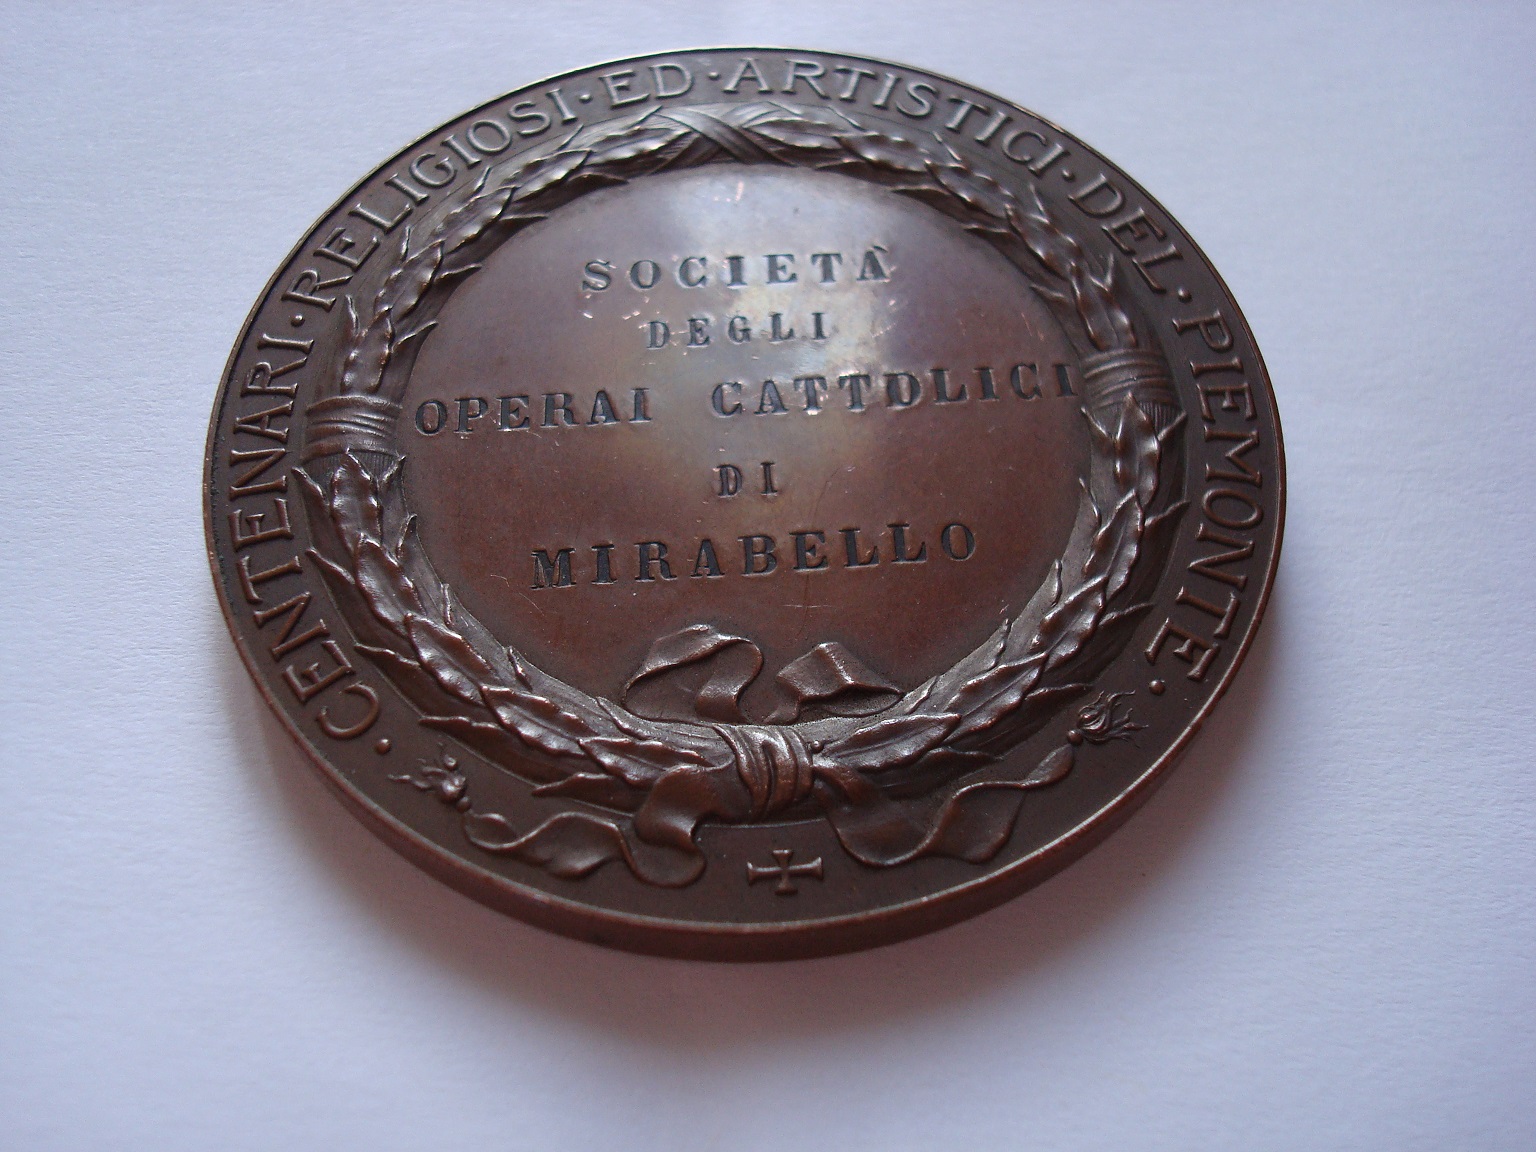 · CENTENARI · RELIGIOSI · ED · ARTISTICI · DEL · PIEMONTE ·
SOCIETÀ
DEGLI
OPERAI CATTOLICI
DI
MIRABELLO